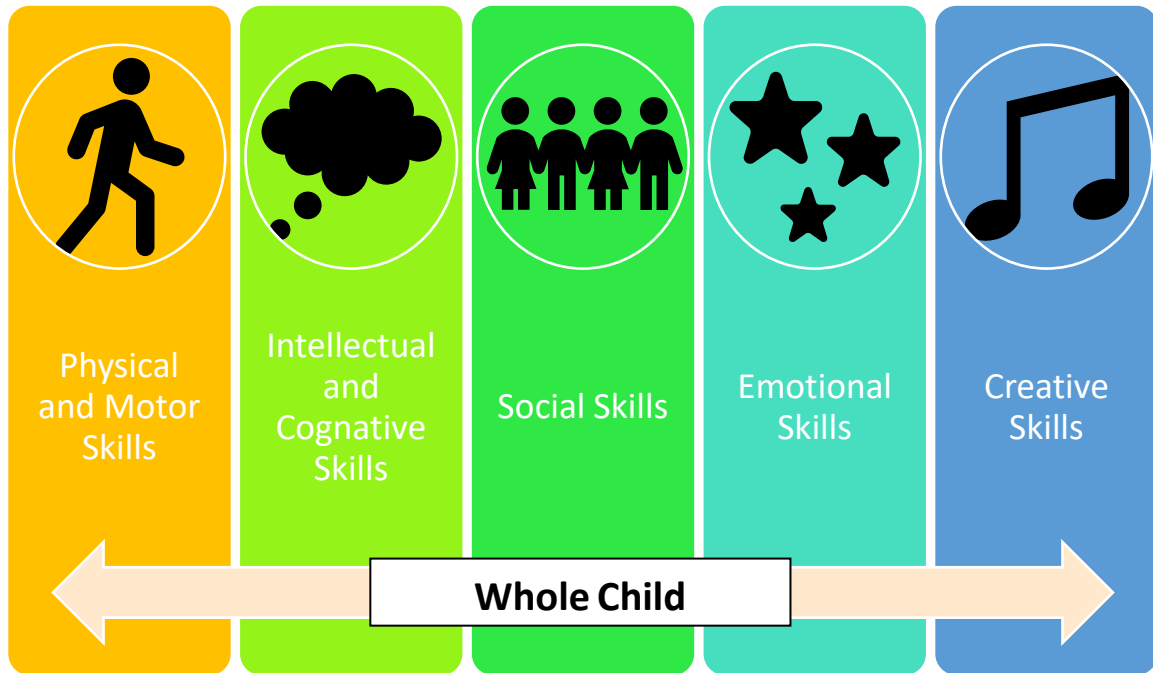 Physical
and Motor
Skills
Intellectual
and
Cognative
Skills
Social Skills
Emotional
Skills
Creative
Skills
Whole Child